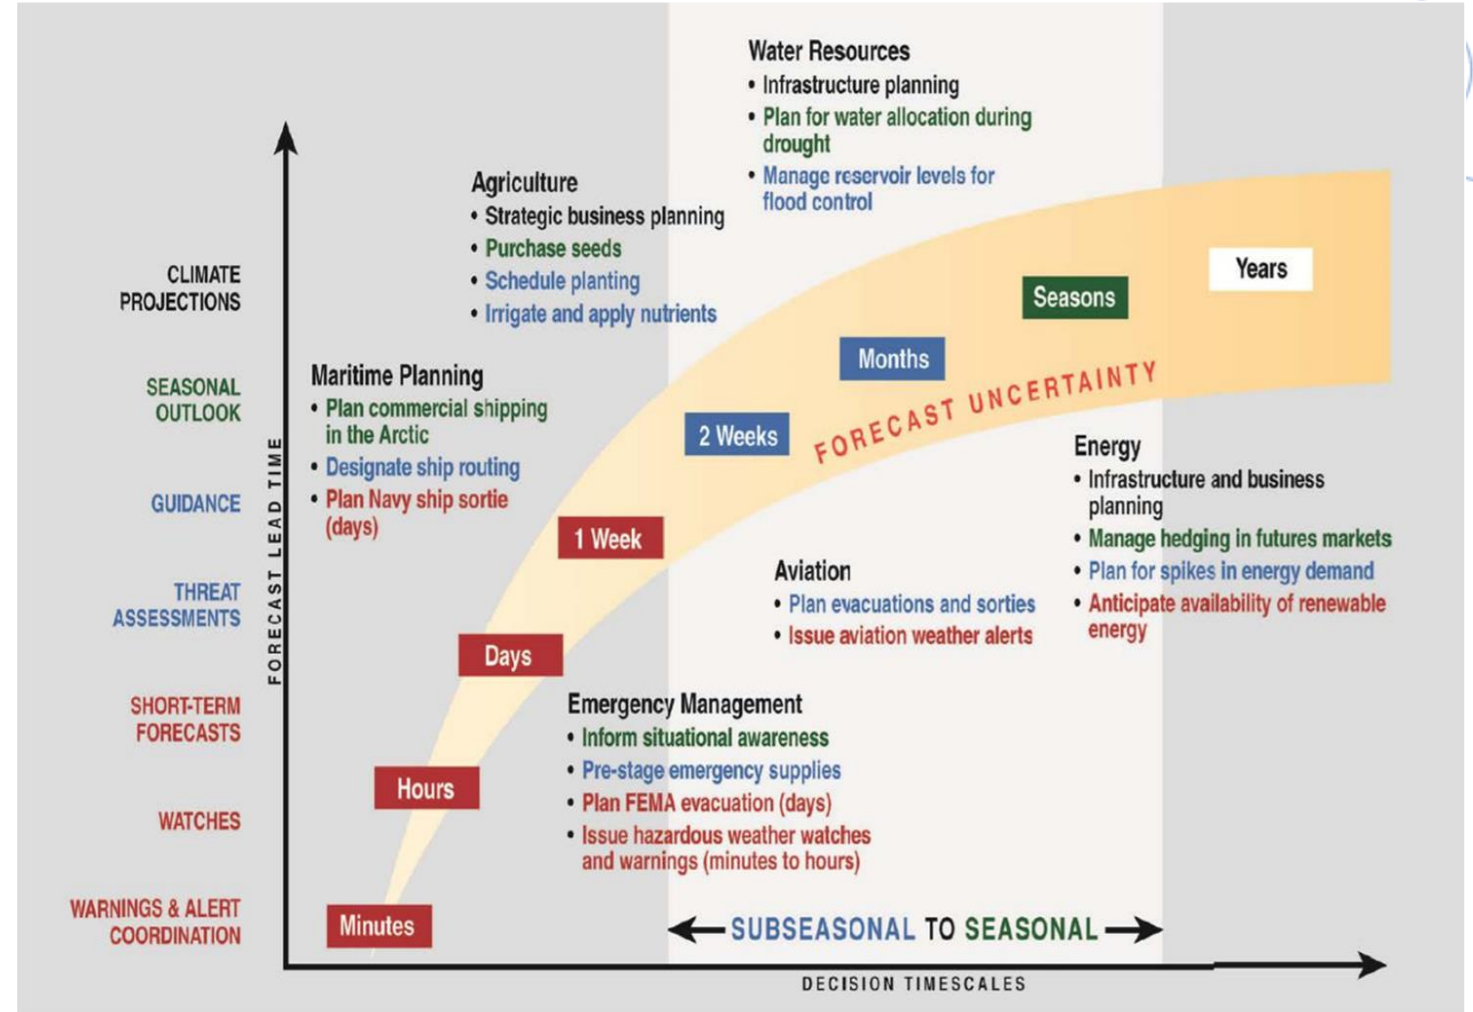 Water Resources
• Infrastructure planning
• Plan for water allocation during
drought
• Manage reservoir levels for
flood control
Agriculture
• Strategic business planning
• Purchase seeds
• Schedule planting
• Irrigate and apply nutrients
Maritime Planning
• Plan commercial shipping
in the Arctic
• Designate ship routing
• Plan Navy ship sortie
(days)
CLIMATE
PROJECTIONS
SEASONAL
OUTLOOK
GUIDANCE
THREAT
ASSESSMENTS
SHORT-TERM
FORECASTS
WATCHES
WARNINGS & ALERT
COORDINATION
FORECAST LEAD TIME
Years
Seasons
Months
2 Weeks
1 Week
Days
Hours
Minutes
FORECAST UNCERTAINTY
Energy
• Infrastructure and business
planning
• Manage hedging in futures markets
• Plan for spikes in energy demand
• Anticipate availability of renewable
energy
Aviation
• Plan evacuations and sorties
• Issue aviation weather alerts
Emergency Management
• Inform situational awareness
• Pre-stage emergency supplies
• Plan FEMA evacuation (days)
• Issue hazardous weather watches
and warnings (minutes to hours)
SUBSEASONAL TO SEASONAL
DECISION TIMESCALES